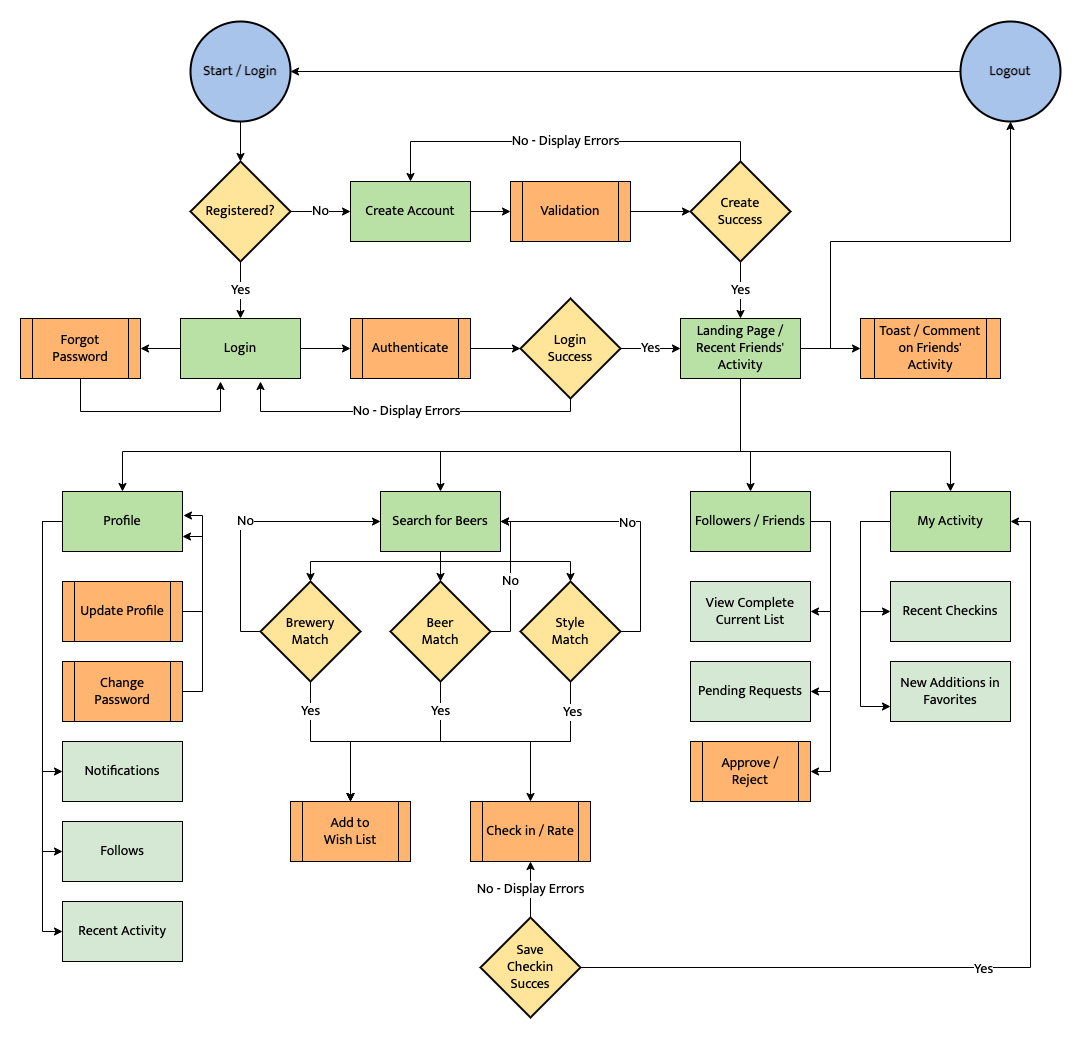 Start / Login
Logout
No - Display Errors
Registered?
No
Create Account
Validation
Create
Success
Yes
Yes
Forgot
Password
Login
Authenticate
Login
Success
Yes
Landing Page /
Recent Friends'
Activity
Toast / Comment
on Friends'
Activity
No - Display Errors
Profile
No
Search for Beers
No
Followers / Friends
My Activity
No
Update Profile
Brewery
Match
Beer
Match
Style
Match
View Complete
Current List
Recent Checkins
Change
Password
Yes
Yes
Yes
Pending Requests
New Additions in
Favorites
Notifications
Approve /
Reject
Add to
Wish List
Check in / Rate
Follows
No - Display Errors
Recent Activity
Save
Checkin
Succes
Yes